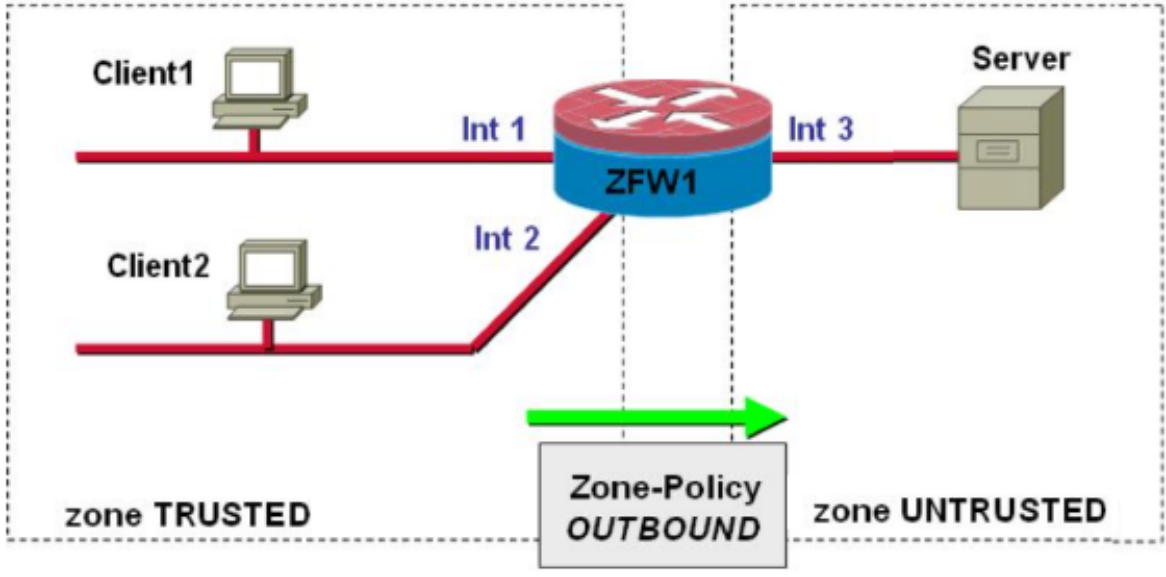 Client1
Server
Int 1
Int 3
ZFW1
Int 2
Client2
Zone-Policy
OUTBOUND
zone TRUSTED
zone UNTRUSTED